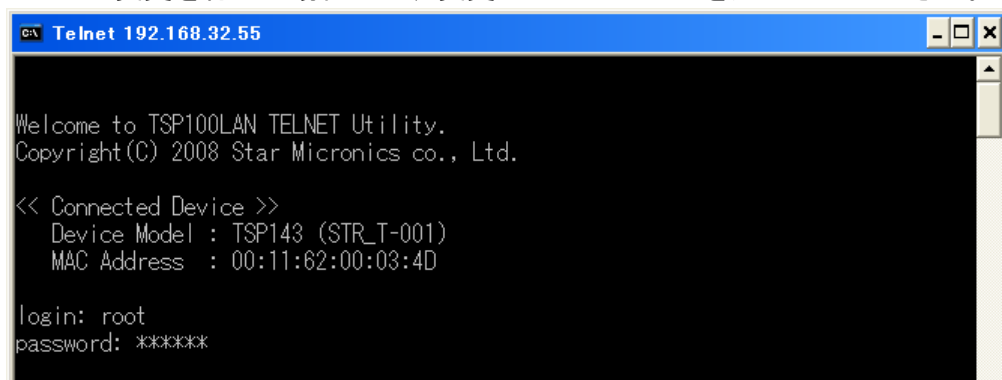 Telnet 192.168.32.55
Welcome to TSP100LAN TELNET Utility.
Copyright(C) 2008 Star Micronics co., Ltd.
<< Connected Device >>
Device Model : TSP143 (STR_T-001)
MAC Address : 00:11:62:00:03:4D
login: root
password: ******